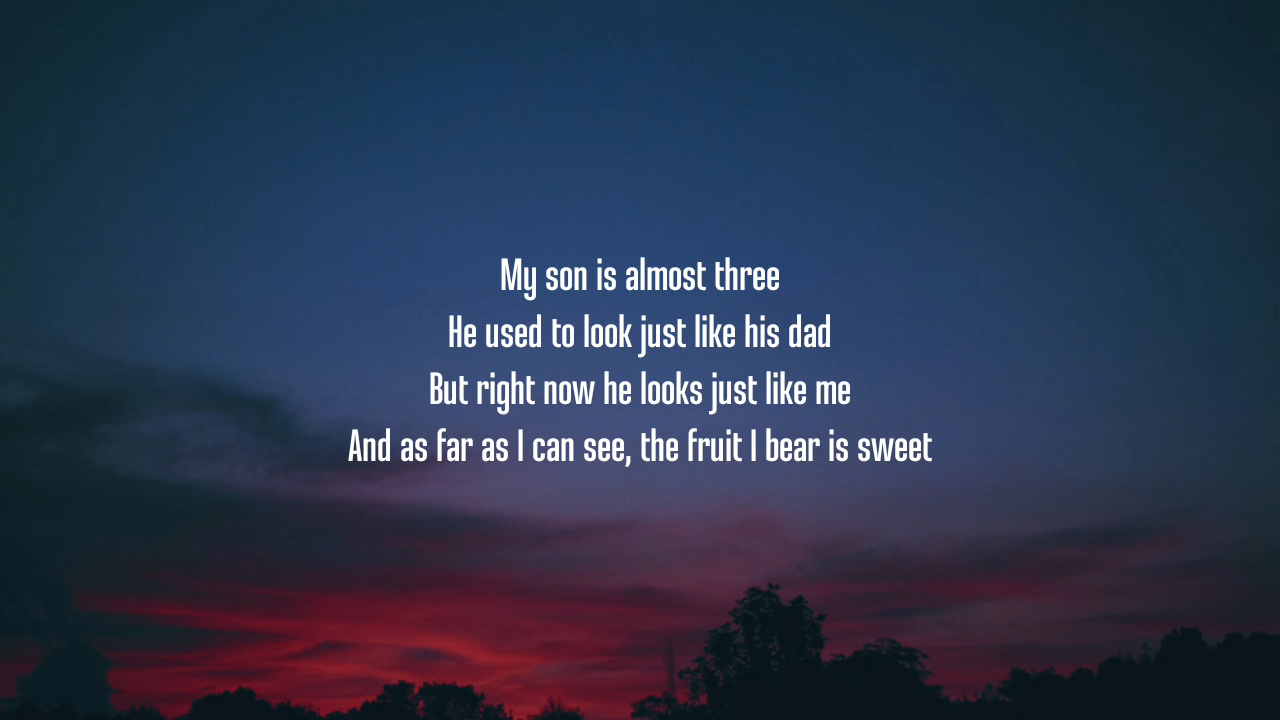 My son is almost three
He used to look just like his dad
But right now he looks just like me
And as far as I can see, the fruit I bear is sweet